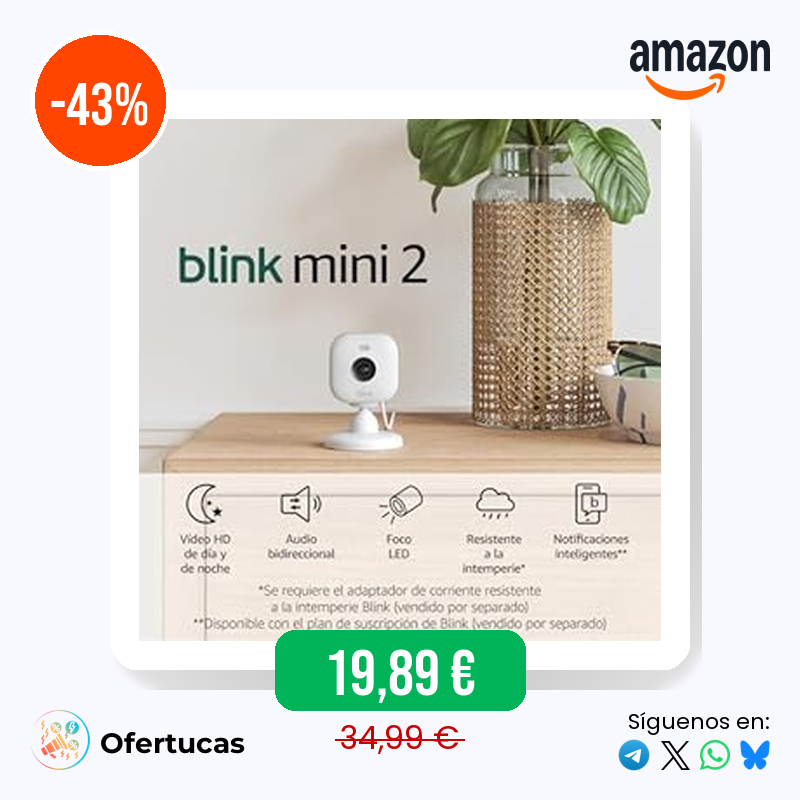 -43%
amazon
blink mini 2
Vídeo HD
de día y
de noche
Audio
bidireccional
Foco
LED
Resistente
a la
intemperie*
Notificaciones
inteligentes**
*Se requiere el adaptador de corriente resistente
a la intemperie Blink (vendido por separado)
**Disponible con el plan de suscripción de Blink (vendido por separado)
19,89 €
34,99 €
Ofertucas
Síguenos en: